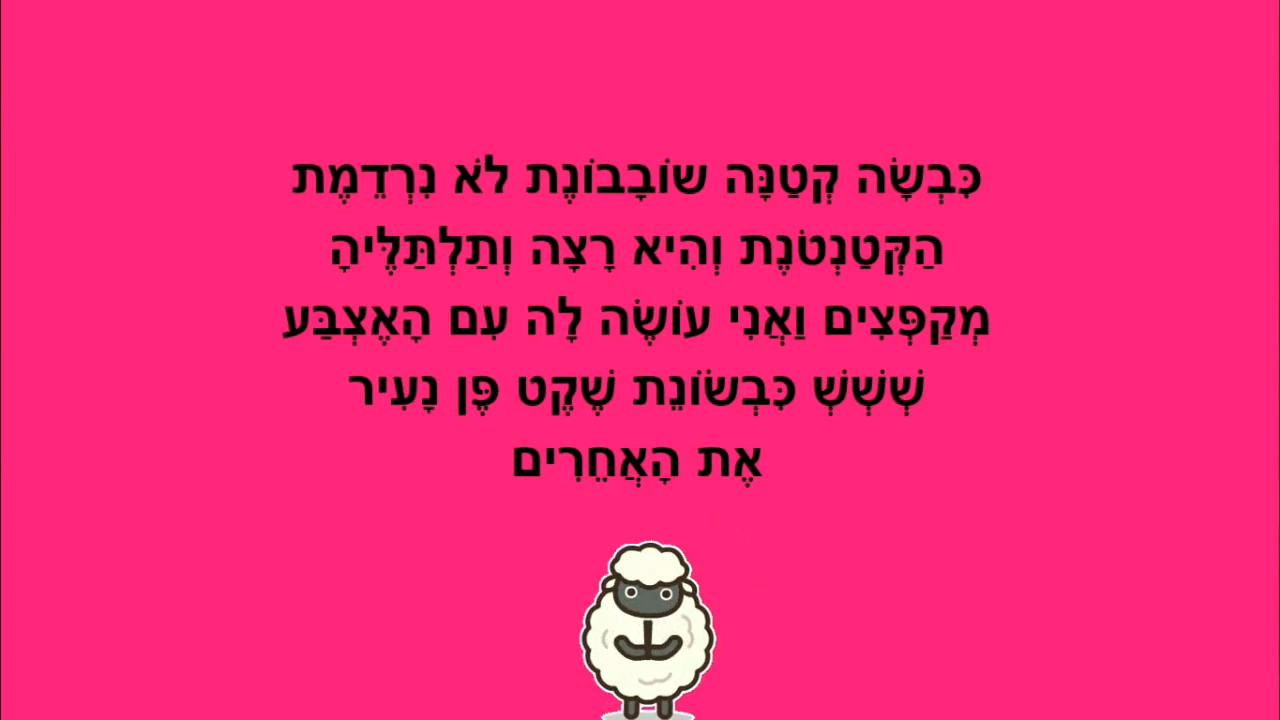 כִּבְשָׂה קְטַנָּה שׁוֹבָבוֹנֶת לֹא נִרְדֵמֶת
הַקְּטַנְטֹנֶת וְהִיא רָצָה וְתַלְתַּלֶּיהָ
מְקַפְּצִים וַאֲנִי עוֹשֶׂה לָהּ עִם הָאֶצְבַּע
שְׁשְׁשְׁ כִּבְשׂוֹנֵת שֶׁקֶט פֶּן נָעִיר
אֶת הָאֲחֵרִים